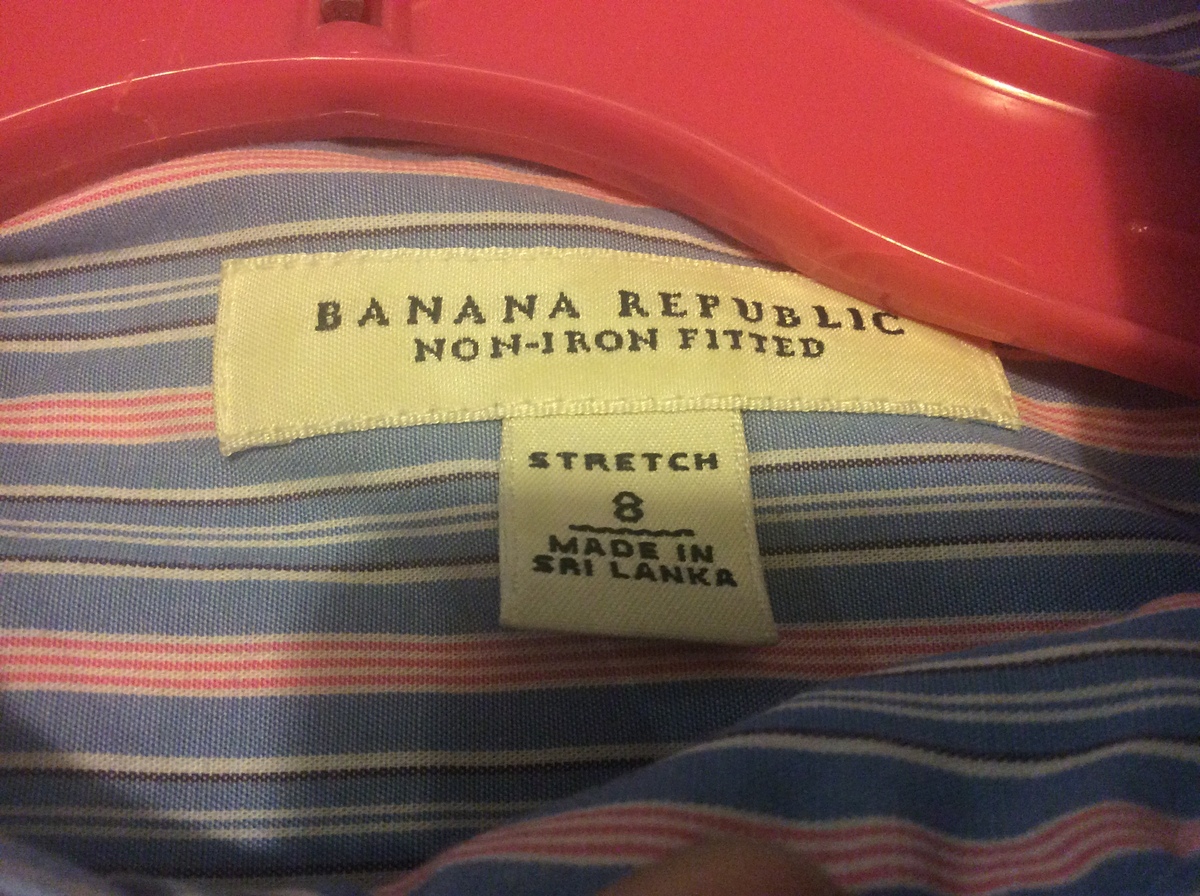 BANANA REPUBLIC
NON-IRON FITTED
STRETCH
8
MADE IN
SRI LANKA